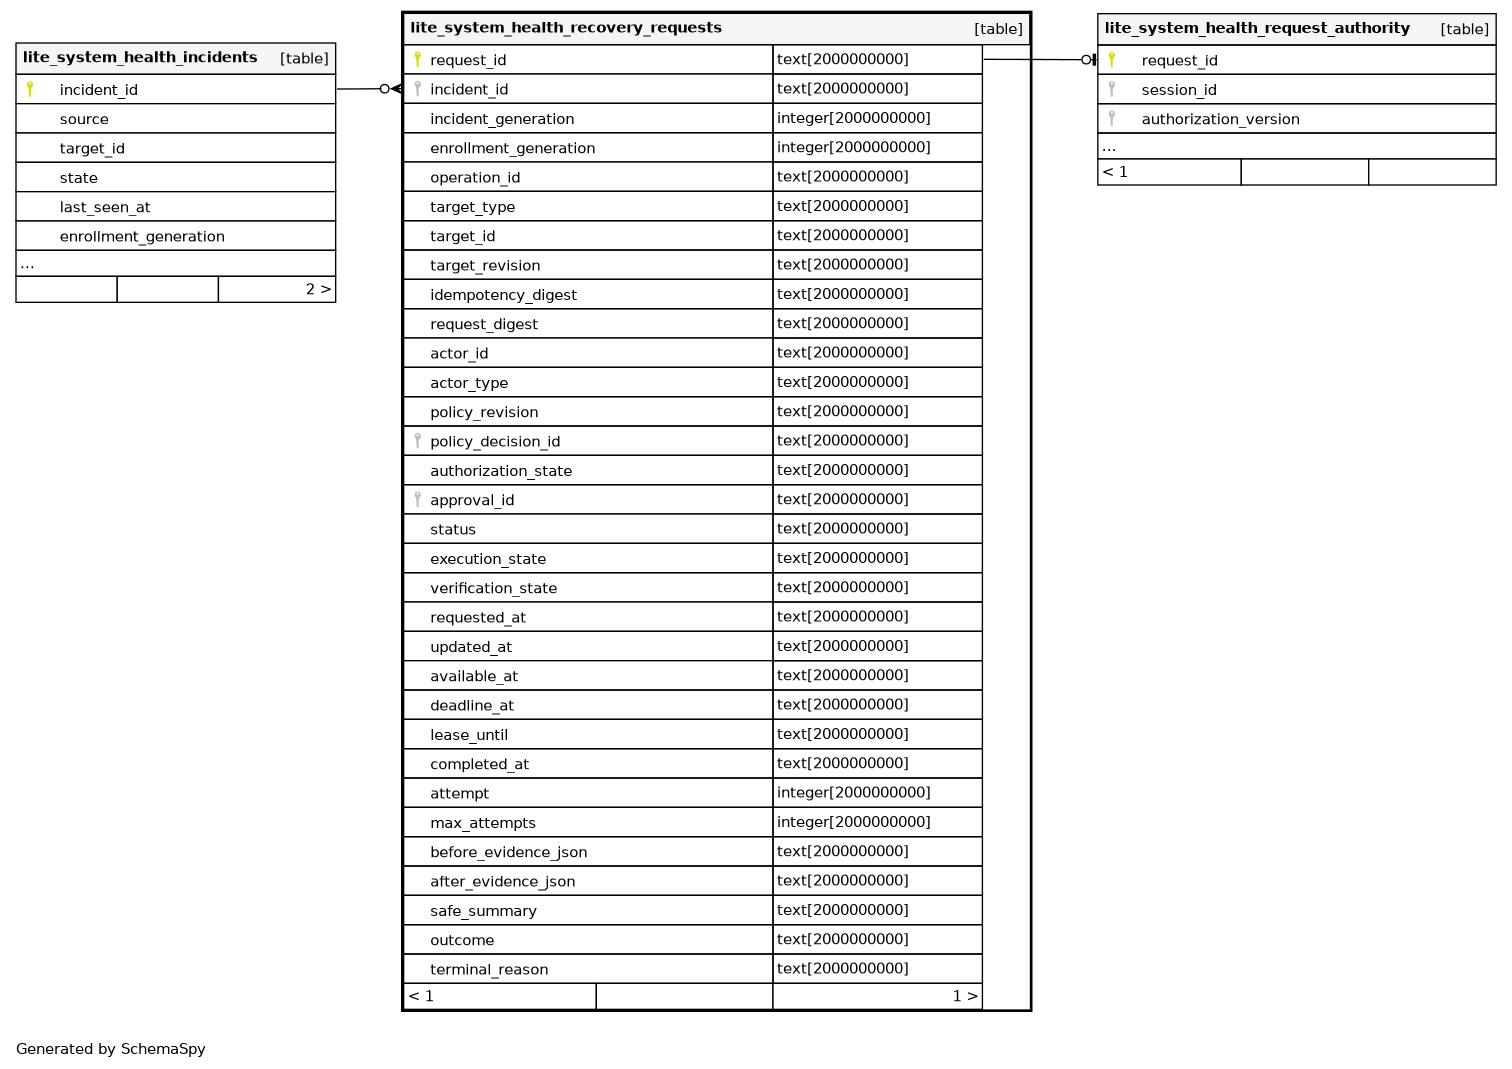 lite_system_health_incidents [table]
incident_id
source
target_id
state
last_seen_at
enrollment_generation
...
2 >
lite_system_health_recovery_requests [table]
request_id text[2000000000]
incident_id text[2000000000]
incident_generation integer[2000000000]
enrollment_generation integer[2000000000]
operation_id text[2000000000]
target_type text[2000000000]
target_id text[2000000000]
target_revision text[2000000000]
idempotency_digest text[2000000000]
request_digest text[2000000000]
actor_id text[2000000000]
actor_type text[2000000000]
policy_revision text[2000000000]
policy_decision_id text[2000000000]
authorization_state text[2000000000]
approval_id text[2000000000]
status text[2000000000]
execution_state text[2000000000]
verification_state text[2000000000]
requested_at text[2000000000]
updated_at text[2000000000]
available_at text[2000000000]
deadline_at text[2000000000]
lease_until text[2000000000]
completed_at text[2000000000]
attempt integer[2000000000]
max_attempts integer[2000000000]
before_evidence_json text[2000000000]
after_evidence_json text[2000000000]
safe_summary text[2000000000]
outcome text[2000000000]
terminal_reason text[2000000000]
< 1 1 >
lite_system_health_request_authority [table]
request_id
session_id
authorization_version
...
< 1
Generated by SchemaSpy